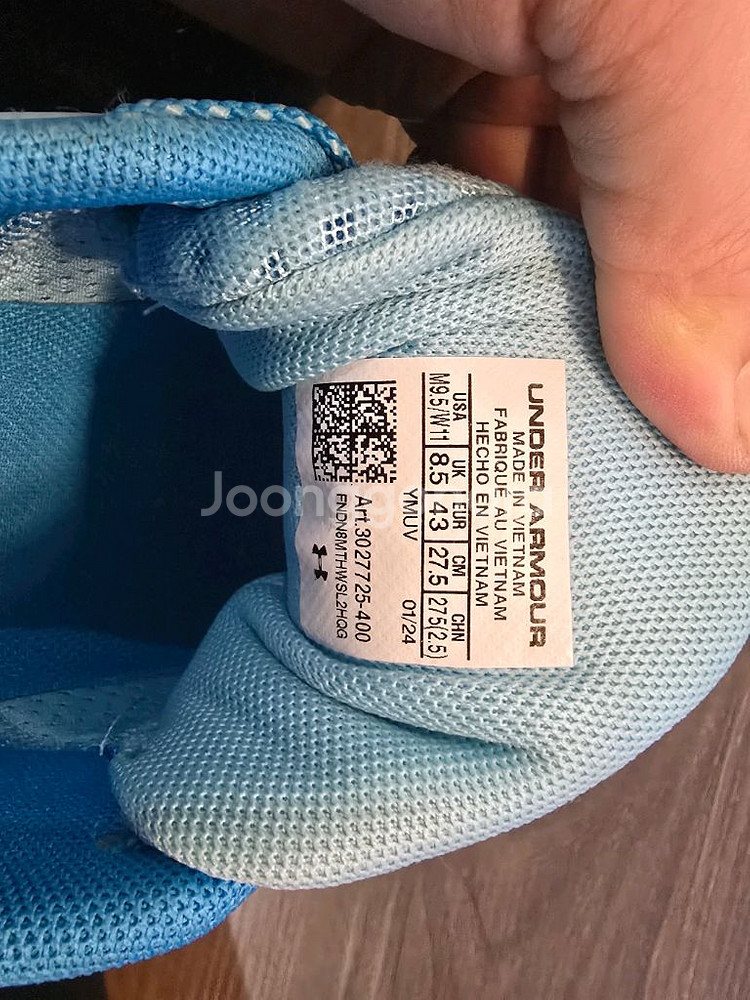 UNDER ARMOUR
MADE IN VIETNAM
FABRIQUE AU VIETNAM
HECHO EN VIETNAM
USA UK EUR CM CHN
M9.5/W11 8.5 43 27.5 275(2.5)
YMUV 01/24
Art.3027725-400
FNDN8MTHWSL2HQG